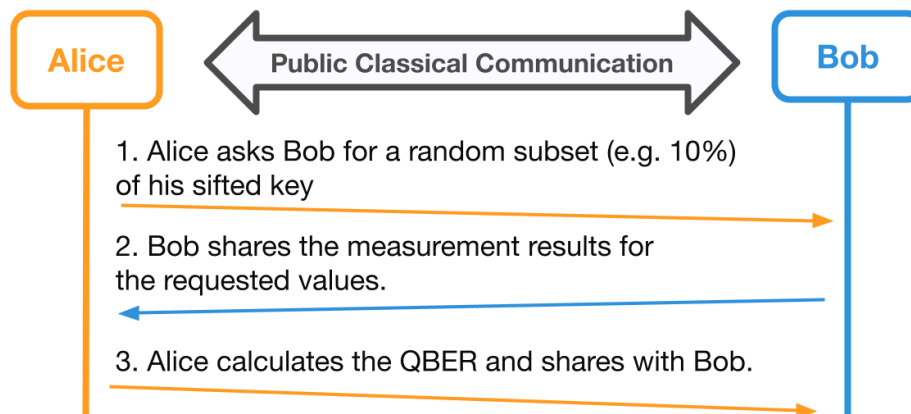 Alice
Public Classical Communication
Bob
1. Alice asks Bob for a random subset (e.g. 10%)
of his sifted key
2. Bob shares the measurement results for
the requested values.
3. Alice calculates the QBER and shares with Bob.